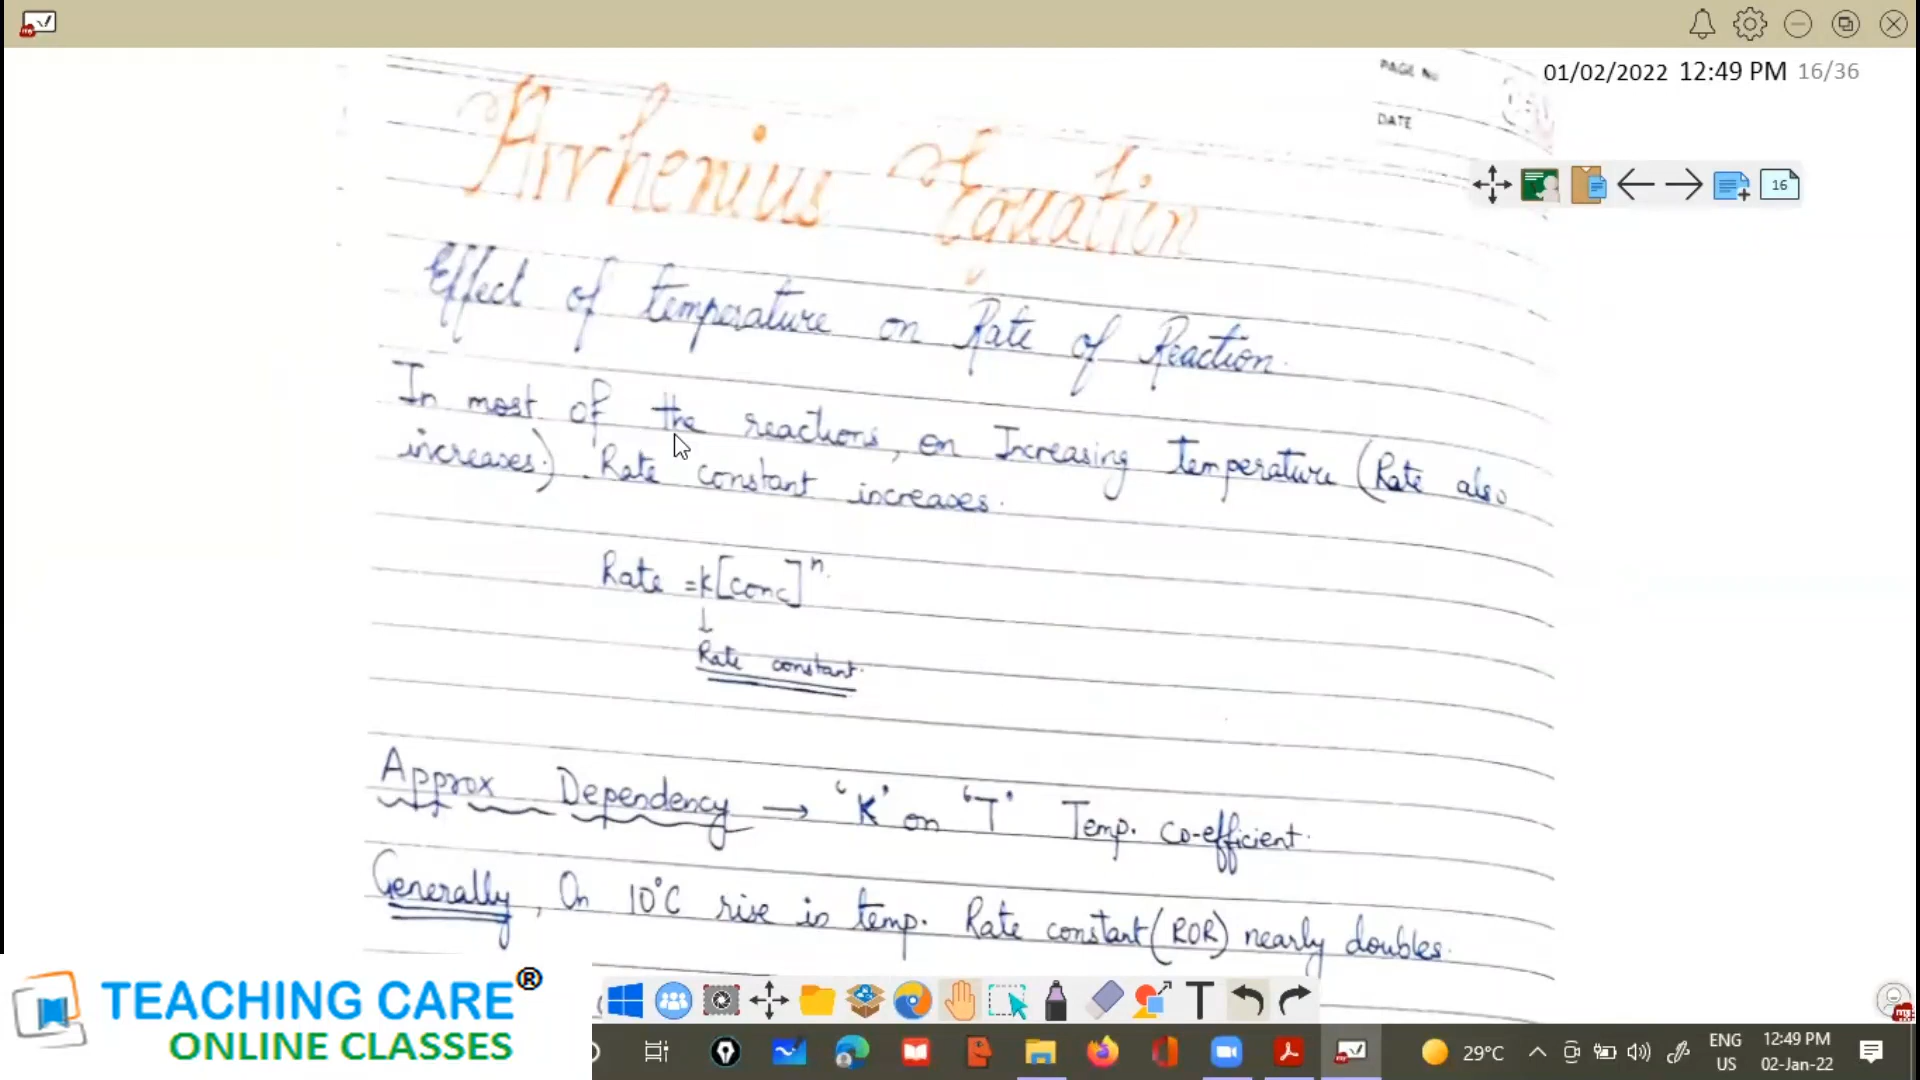 01/02/2022 12:49 PM 16/36
PAGE No
DATE
Arrhenius Equation
16
Effect of temperature on Rate of Reaction.
In most of the reactions, on Increasing temperature (Rate also
increases.) Rate constant increases.
Rate = k[conc]ⁿ.
↓
Rate constant.
Approx Dependency → 'K' on 'T' Temp. co-efficient.
Generally, On 10°C rise in temp. Rate constant (ROR) nearly doubles.
TEACHING CARE®
ONLINE CLASSES
T
29°C
ENG
US
12:49 PM
02-Jan-22